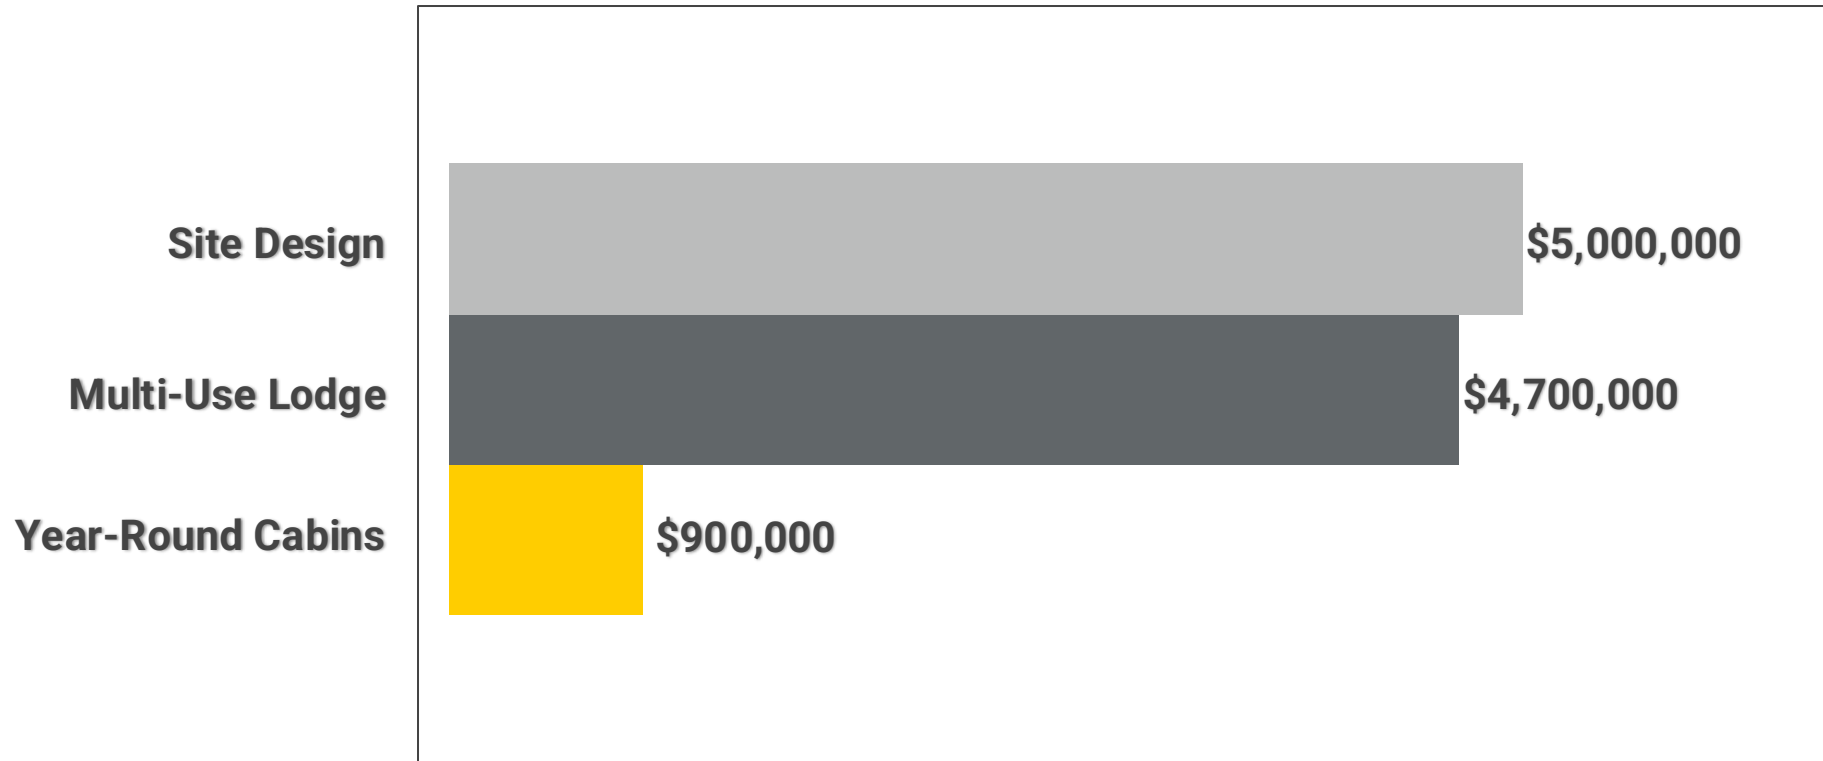 Site Design $5,000,000
Multi-Use Lodge $4,700,000
Year-Round Cabins $900,000